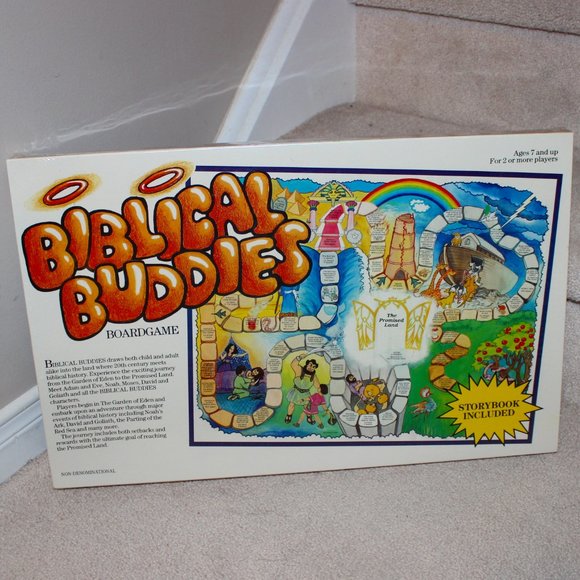 Ages 7 and up
For 2 or more players
BIBLICAL
BUDDIES
BOARDGAME
BIBLICAL BUDDIES draws both child and adult
alike into the land where 20th century meets
biblical history. Experience the exciting journey
from the Garden of Eden to the Promised Land.
Meet Adam and Eve, Noah, Moses, David and
Goliath and all the BIBLICAL BUDDIES
characters.
Players begin in The Garden of Eden and
embark upon an adventure through major
events of biblical history including Noah's
Ark, David and Goliath, the Parting of the
Red Sea and many more.
The journey includes both setbacks and
rewards with the ultimate goal of reaching
the Promised Land.
NON DENOMINATIONAL
The
Promised
Land
STORYBOOK
INCLUDED